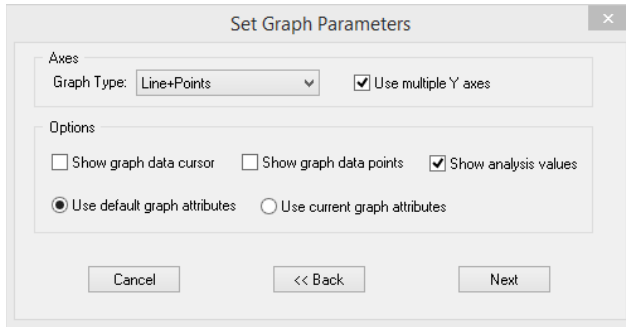 Set Graph Parameters
Axes
Graph Type: Line+Points Use multiple Y axes
Options
Show graph data cursor Show graph data points Show analysis values
Use default graph attributes Use current graph attributes
Cancel << Back Next